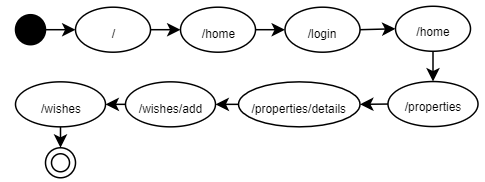 /
/home
/login
/home
/properties
/properties/details
/wishes/add
/wishes